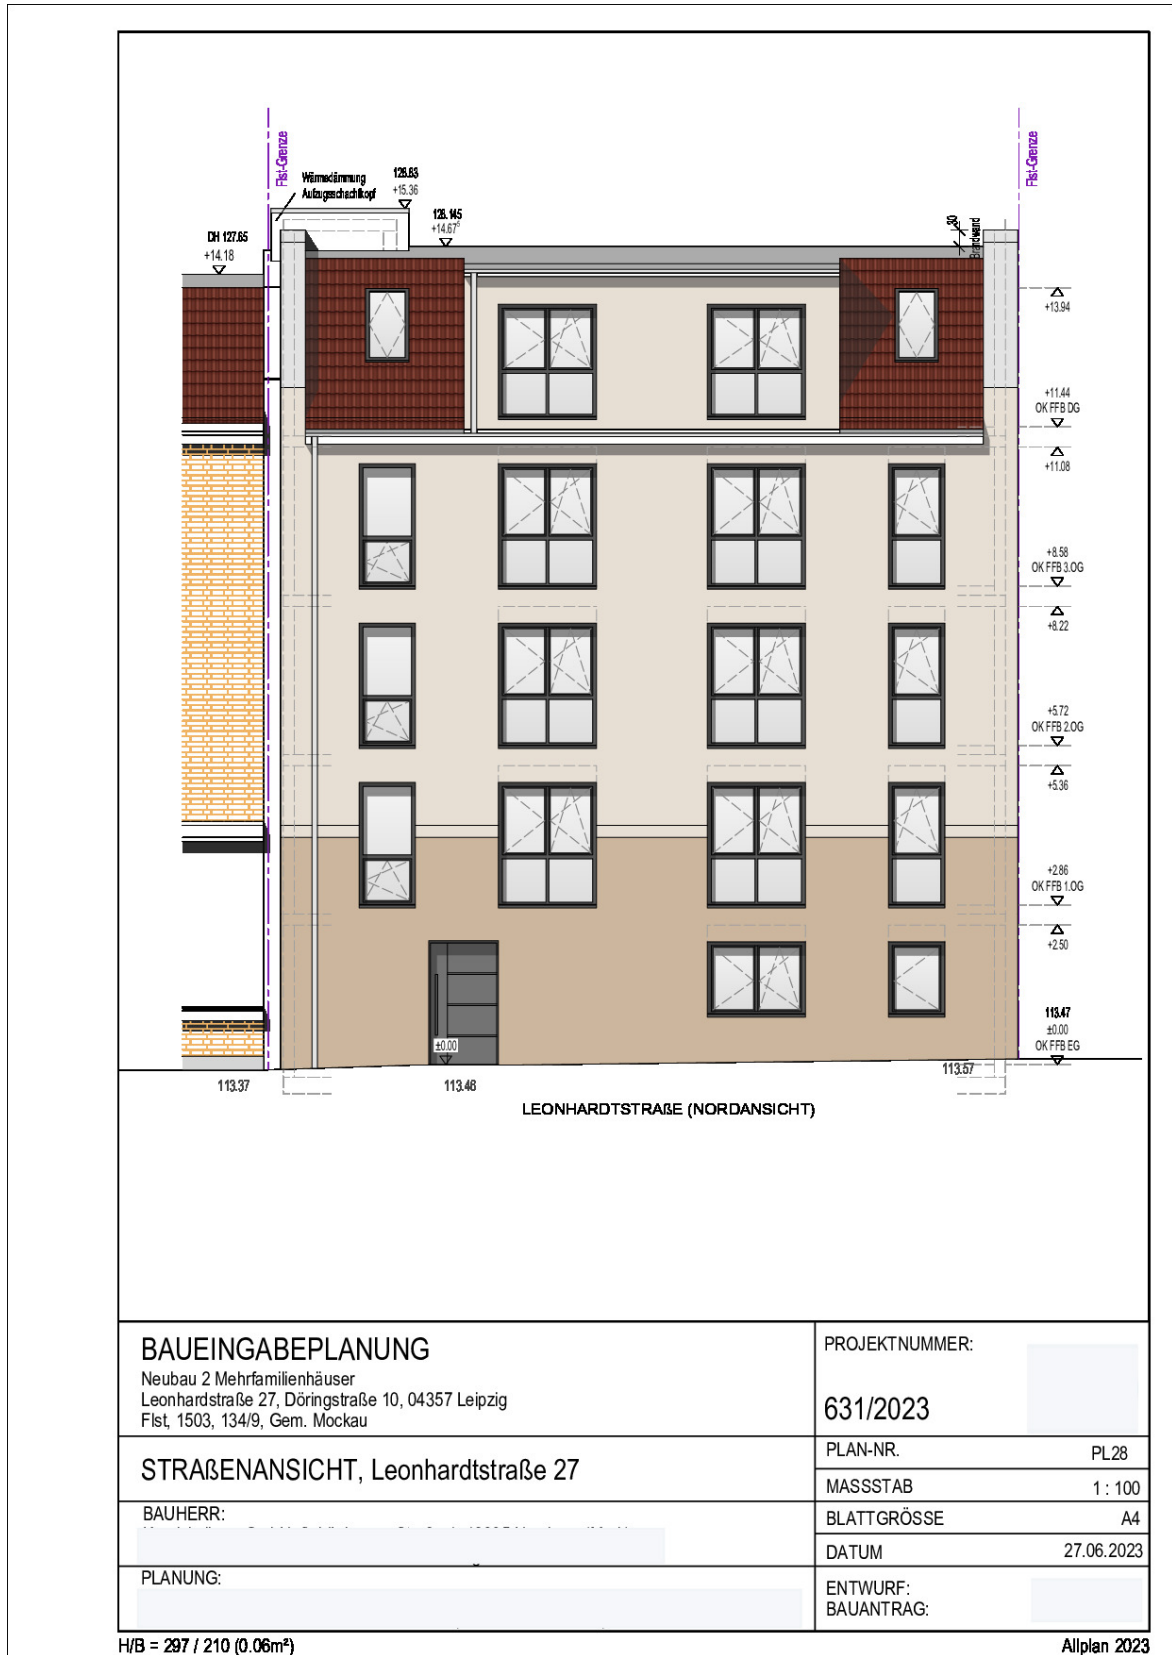 Flst-Grenze
Flst-Grenze
Wärmedämmung
Aufzugsschachtkopf
128.83
+15.36
128.145
+14.67⁵
DH 127.65
+14.18
30
Brandwand
+13.94
+11.44
OK FFB DG
+11.08
+8.58
OK FFB 3.OG
+8.22
+5.72
OK FFB 2.OG
+5.36
+2.86
OK FFB 1.OG
+2.50
113.47
±0.00
OK FFB EG
±0.00
113.37
113.46
113.57
LEONHARDTSTRAßE (NORDANSICHT)
BAUEINGABEPLANUNG
Neubau 2 Mehrfamilienhäuser
Leonhardstraße 27, Döringstraße 10, 04357 Leipzig
Flst, 1503, 134/9, Gem. Mockau
PROJEKTNUMMER:
631/2023
STRAßENANSICHT, Leonhardtstraße 27
PLAN-NR. PL28
MASSSTAB 1 : 100
BAUHERR:
BLATTGRÖSSE A4
DATUM 27.06.2023
PLANUNG:
ENTWURF:
BAUANTRAG:
H/B = 297 / 210 (0.06m²)
Allplan 2023